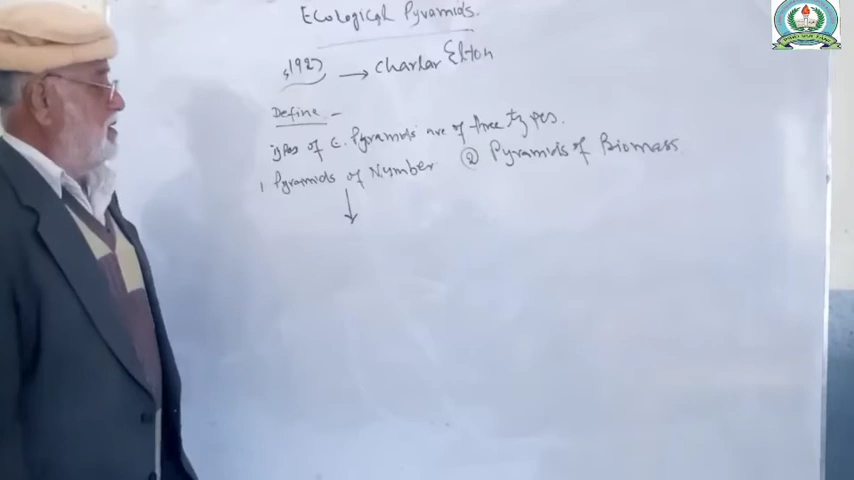 Ecological Pyramids.
1927 → Charlar Elton
Define –
Types of E. Pyramids are of three types.
1 Pyramids of Number ② Pyramids of Biomass